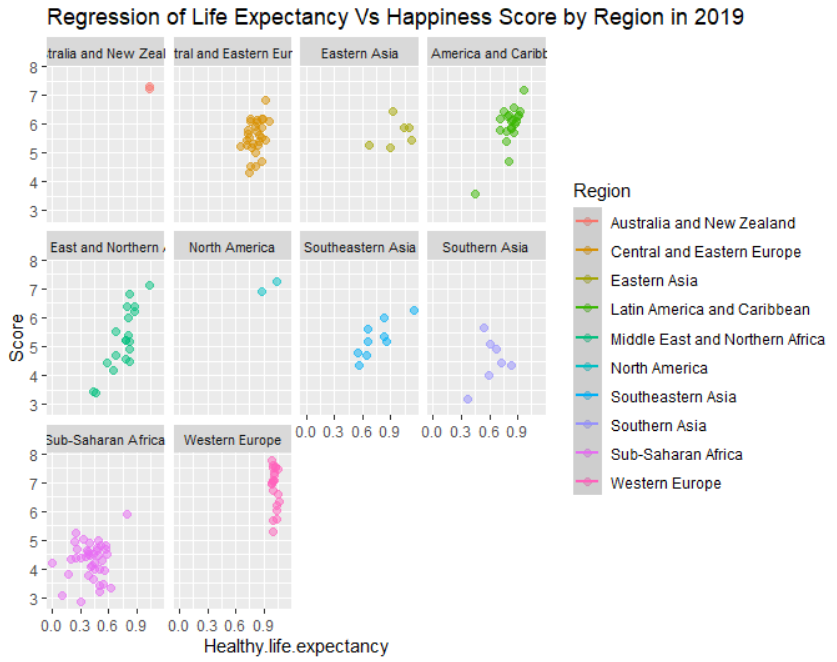 Regression of Life Expectancy Vs Happiness Score by Region in 2019
tralia and New Zeal
tral and Eastern Eur
Eastern Asia
America and Caribb
8
7
6
5
4
3
East and Northern A
North America
Southeastern Asia
Southern Asia
8
7
6
5
4
3
0.0 0.3 0.6 0.9
0.0 0.3 0.6 0.9
Sub-Saharan Africa
Western Europe
8
7
6
5
4
3
0.0 0.3 0.6 0.9
0.0 0.3 0.6 0.9
Score
Healthy.life.expectancy
Region
Australia and New Zealand
Central and Eastern Europe
Eastern Asia
Latin America and Caribbean
Middle East and Northern Africa
North America
Southeastern Asia
Southern Asia
Sub-Saharan Africa
Western Europe